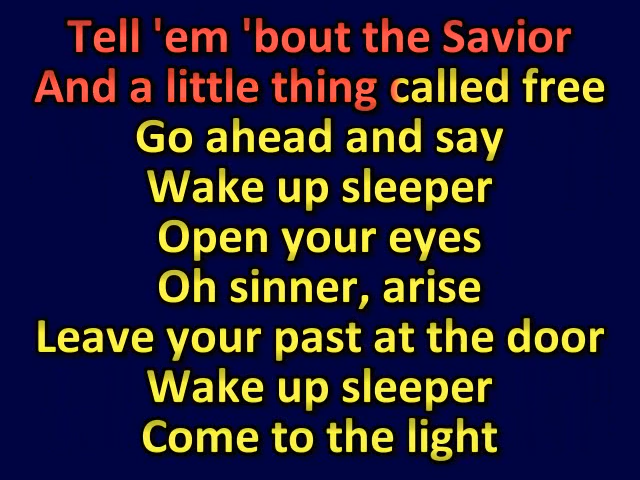 Tell 'em 'bout the Savior
And a little thing called free
Go ahead and say
Wake up sleeper
Open your eyes
Oh sinner, arise
Leave your past at the door
Wake up sleeper
Come to the light